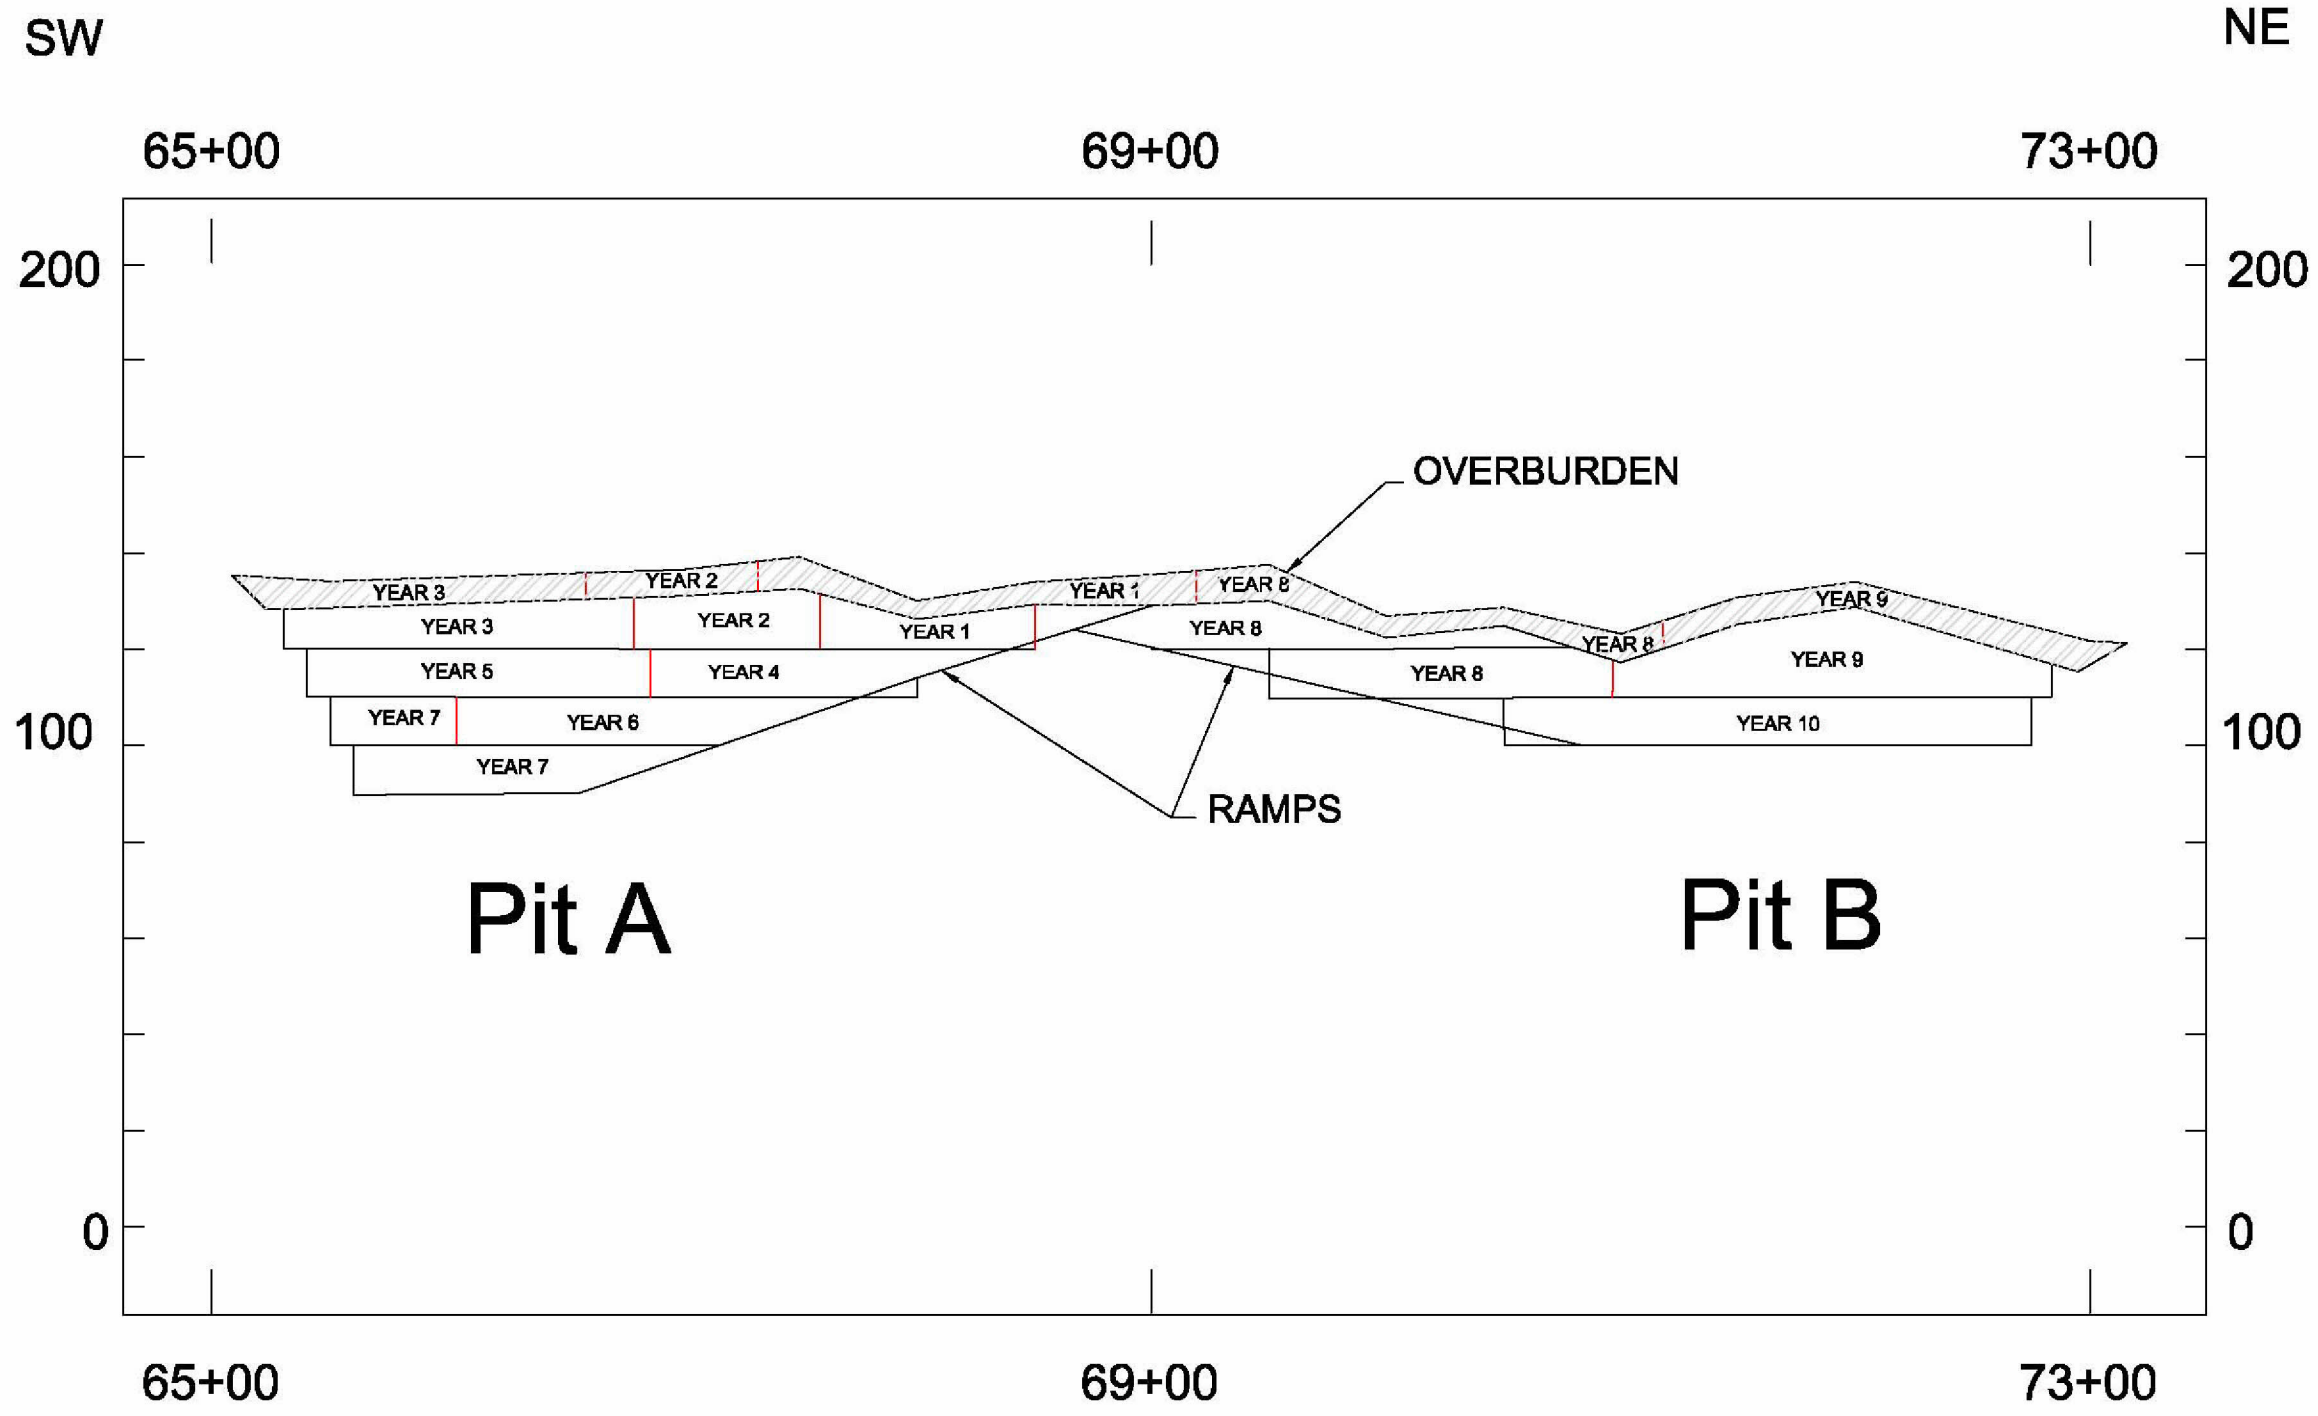 SW
NE
65+00
69+00
73+00
200
200
OVERBURDEN
YEAR 3
YEAR 2
YEAR 1
YEAR 8
YEAR 9
YEAR 3
YEAR 2
YEAR 1
YEAR 8
YEAR 8
YEAR 5
YEAR 4
YEAR 8
YEAR 9
100
YEAR 7
YEAR 6
YEAR 10
100
YEAR 7
RAMPS
Pit A
Pit B
0
0
65+00
69+00
73+00